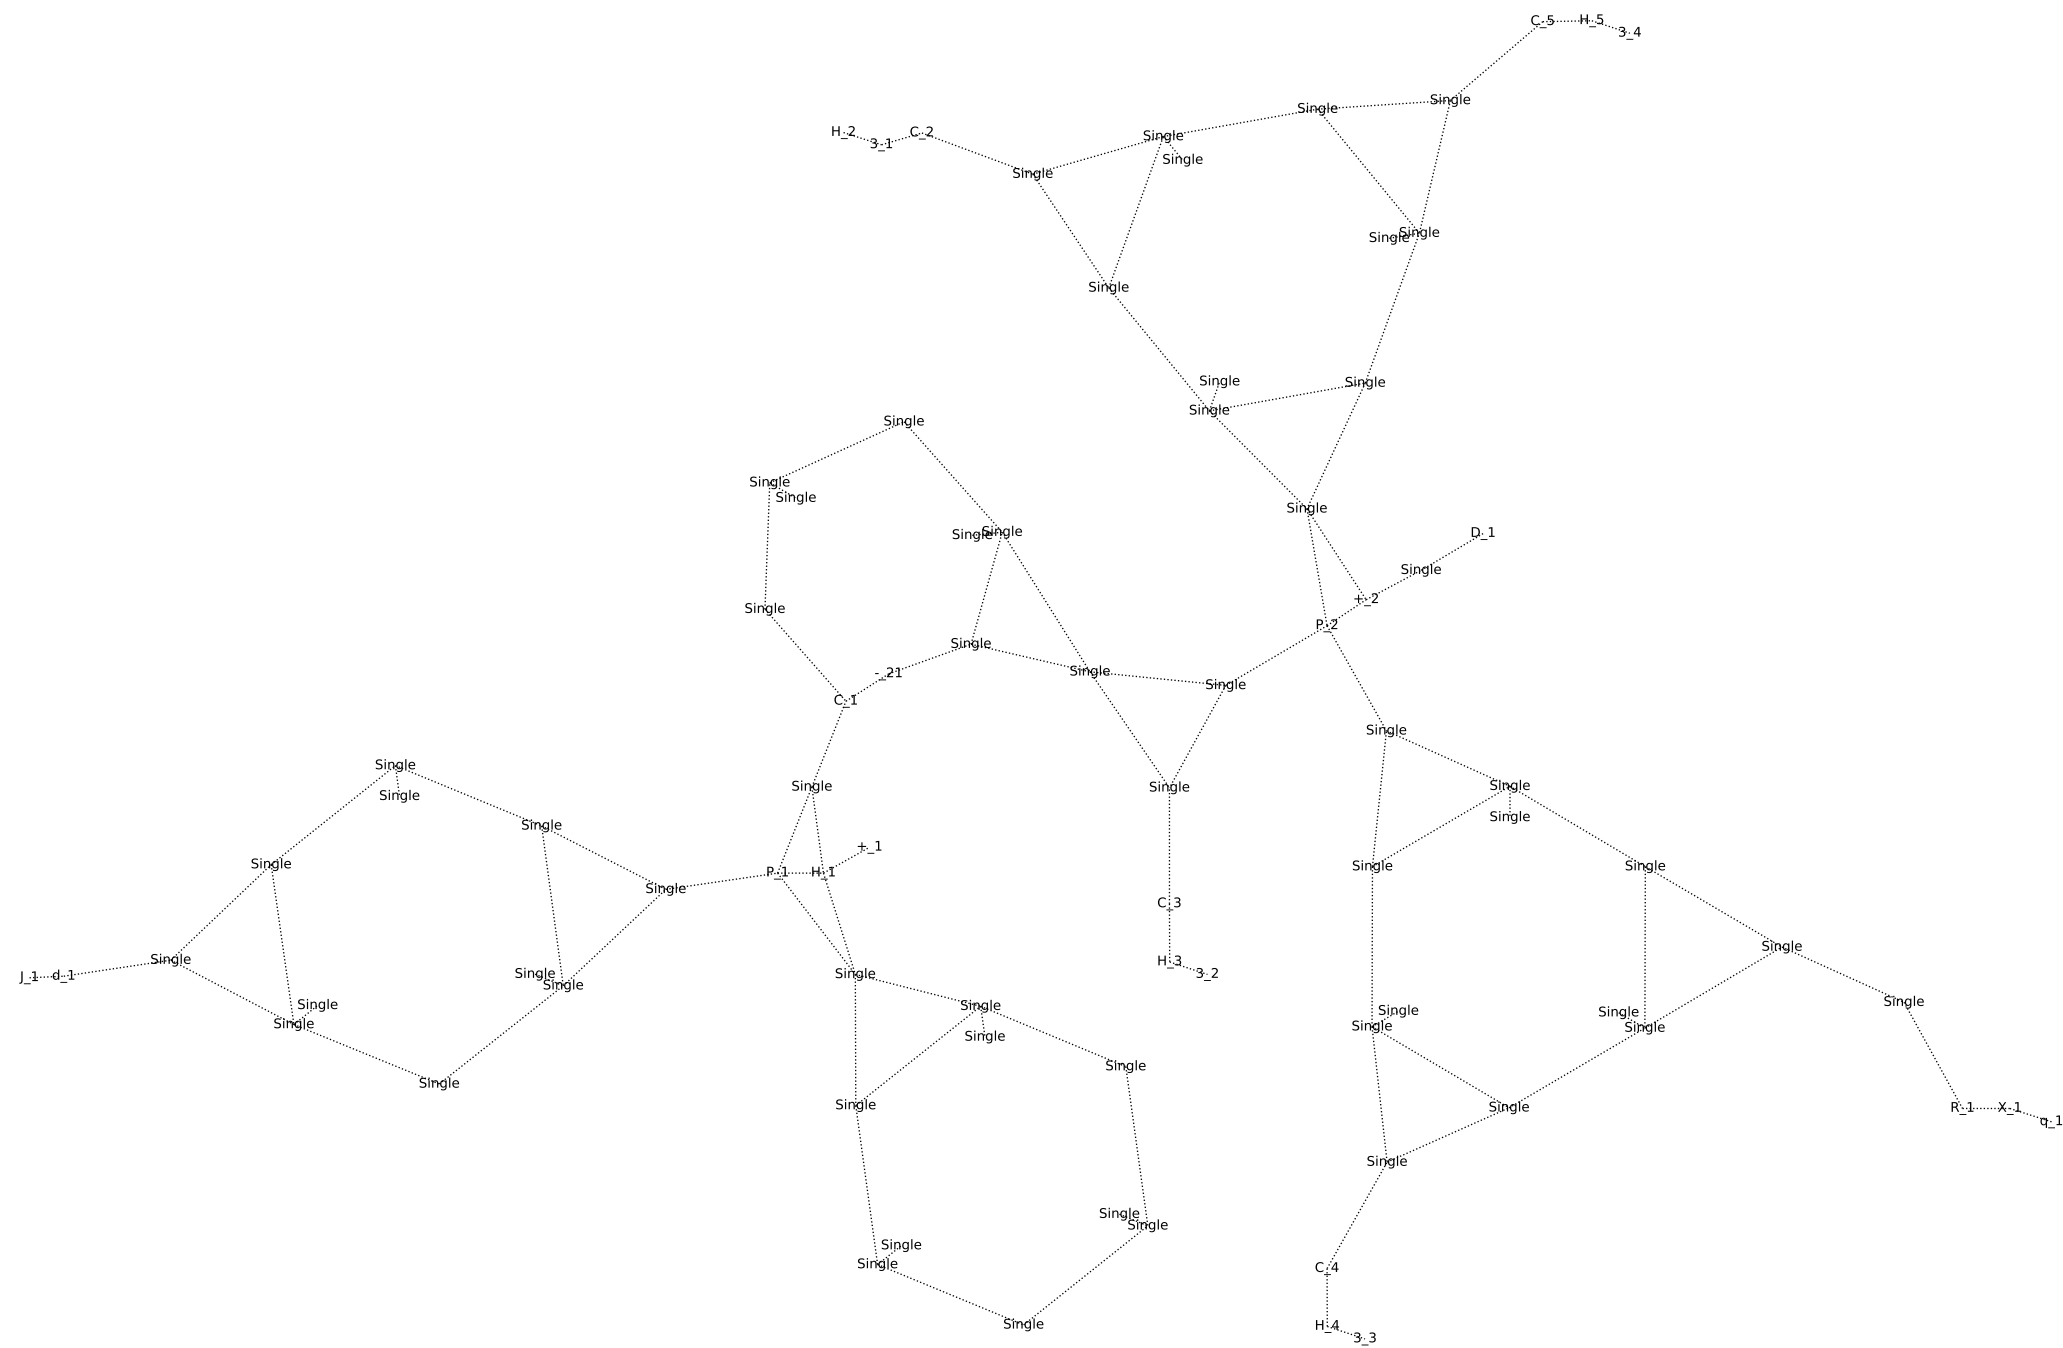 C_5 H_5
3_4
Single
Single
H_2 C_2 Single
3_1
Single
Single
Single Single
Single
Single Single
Single
Single
Single
Single
Single
Single D_1
Single Single
Single
+_2
Single P_2
Single
-_21 Single Single
C_1
Single
Single
Single Single Single
Single
Single
Single
+_1
Single Single Single
P_1 H_1
Single
C_3
Single
Single H_3
J_1 d_1 Single Single 3_2
Single
Single Single Single
Single Single Single
Single Single Single
Single
Single
Single
Single Single R_1 X_1
q_1
Single
Single
Single
Single
Single C_4
Single H_4
3_3